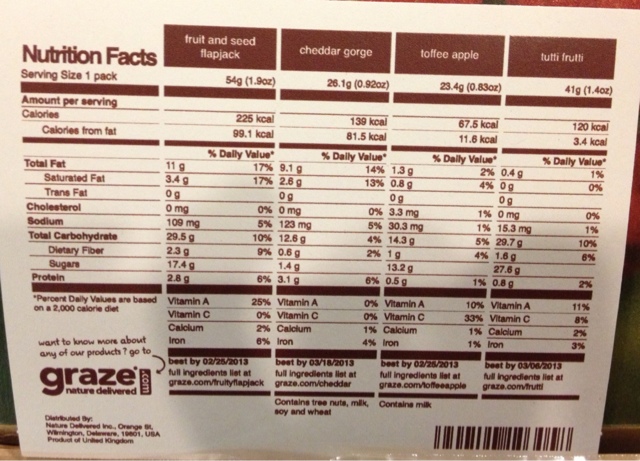 Nutrition Facts fruit and seed flapjack cheddar gorge toffee apple tutti frutti
Serving Size 1 pack 54g (1.9oz) 26.1g (0.92oz) 23.4g (0.83oz) 41g (1.4oz)
Amount per serving
Calories 225 kcal 139 kcal 67.5 kcal 120 kcal
Calories from fat 99.1 kcal 81.5 kcal 11.6 kcal 3.4 kcal
% Daily Value* % Daily Value* % Daily Value* % Daily Value*
Total Fat 11 g 17% 9.1 g 14% 1.3 g 2% 0.4 g 1%
Saturated Fat 3.4 g 17% 2.6 g 13% 0.8 g 4% 0 g 0%
Trans Fat 0 g 0 g 0 g 0 g
Cholesterol 0 mg 0% 0 mg 0% 3.3 mg 1% 0 mg 0%
Sodium 109 mg 5% 123 mg 5% 30.3 mg 1% 15.3 mg 1%
Total Carbohydrate 29.5 g 10% 12.6 g 4% 14.3 g 5% 29.7 g 10%
Dietary Fiber 2.3 g 9% 0.6 g 2% 1 g 4% 1.6 g 6%
Sugars 17.4 g 1.4 g 13.2 g 27.6 g
Protein 2.8 g 6% 3.1 g 6% 0.5 g 1% 0.8 g 2%
*Percent Daily Values are based
on a 2,000 calorie diet
Vitamin A 25% Vitamin A 0% Vitamin A 10% Vitamin A 11%
Vitamin C 0% Vitamin C 0% Vitamin C 33% Vitamin C 8%
Calcium 2% Calcium 1% Calcium 1% Calcium 2%
Iron 6% Iron 4% Iron 1% Iron 3%
want to know more about
any of our products? go to
graze.com
nature delivered
best by 02/25/2013
full ingredients list at
graze.com/fruityflapjack
best by 03/18/2013
full ingredients list at
graze.com/cheddar
Contains tree nuts, milk,
soy and wheat
best by 02/25/2013
full ingredients list at
graze.com/toffeeapple
Contains milk
best by 03/06/2013
full ingredients list at
graze.com/frutti
Distributed By:
Nature Delivered Inc., Orange St,
Wilmington, Delaware, 19801, USA
Product of United Kingdom